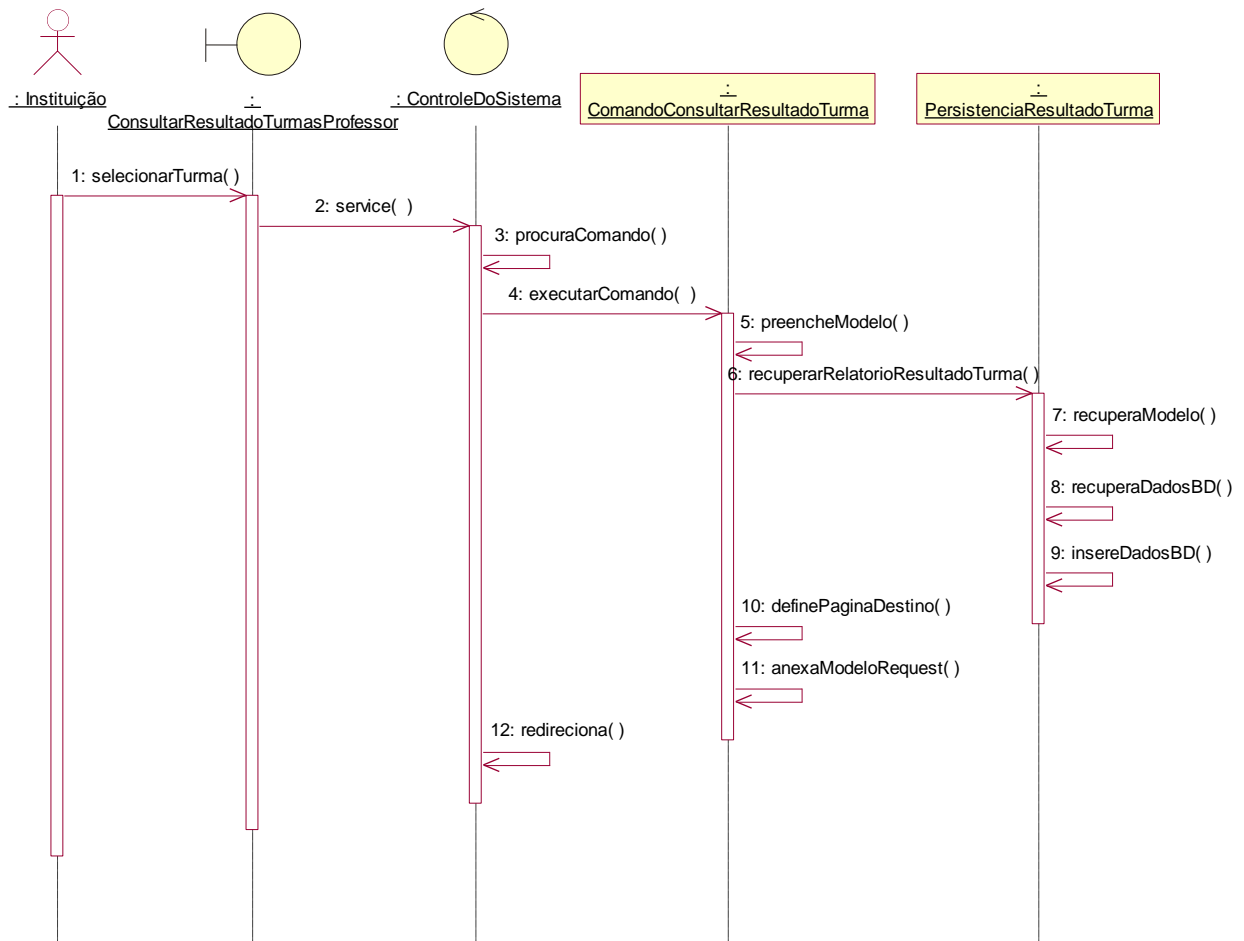 : Instituição
:
ConsultarResultadoTurmasProfessor
: ControleDoSistema
:
ComandoConsultarResultadoTurma
:
PersistenciaResultadoTurma
1: selecionarTurma( )
2: service(  )
3: procuraComando( )
4: executarComando(  )
5: preencheModelo( )
6: recuperarRelatorioResultadoTurma( )
7: recuperaModelo( )
8: recuperaDadosBD( )
9: insereDadosBD( )
10: definePaginaDestino( )
11: anexaModeloRequest( )
12: redireciona( )